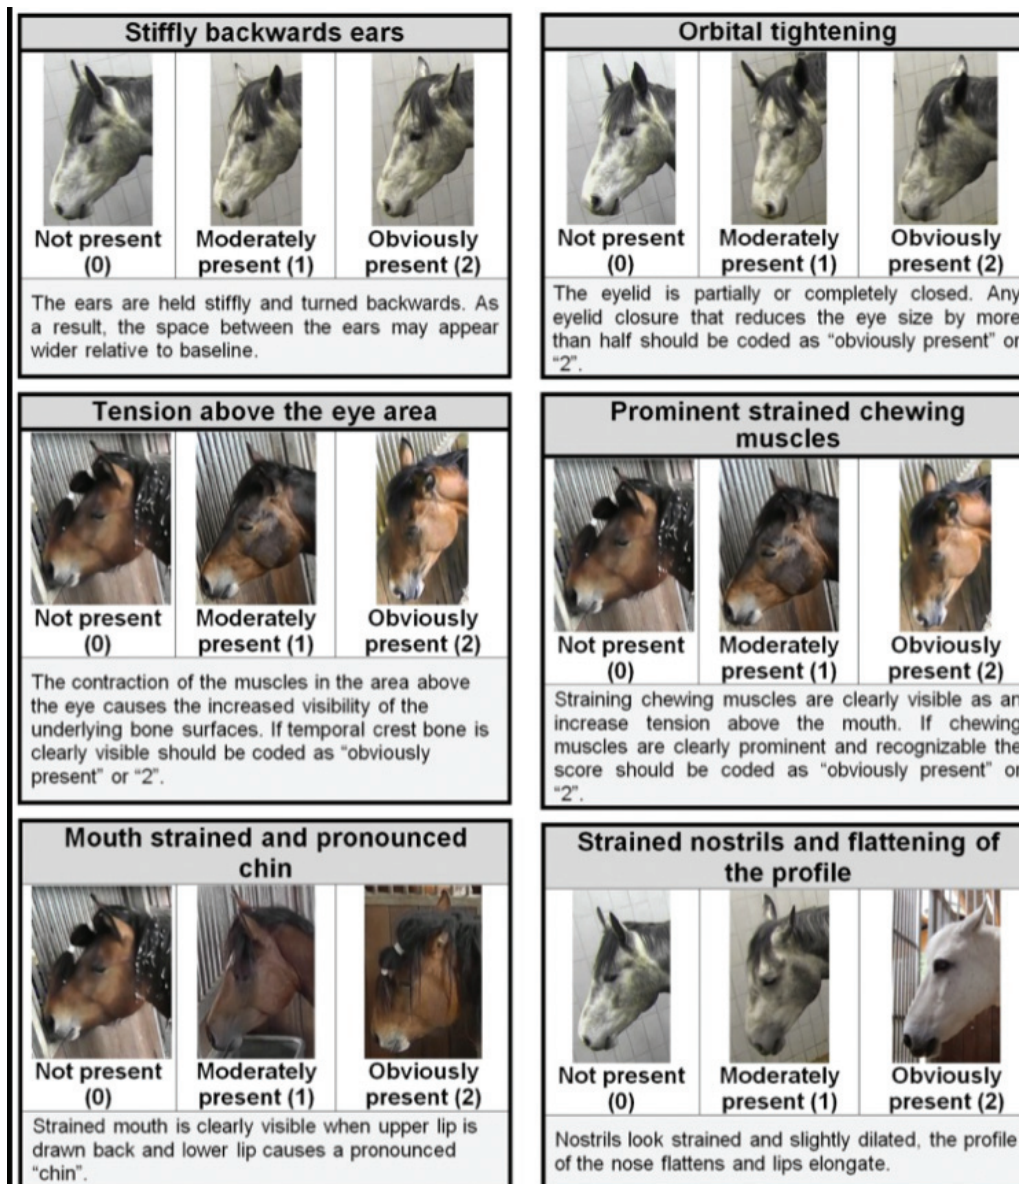 Stiffly backwards ears
Not present
(0)
Moderately
present (1)
Obviously
present (2)
The ears are held stiffly and turned backwards. As
a result, the space between the ears may appear
wider relative to baseline.
Orbital tightening
Not present
(0)
Moderately
present (1)
Obviously
present (2)
The eyelid is partially or completely closed. Any
eyelid closure that reduces the eye size by more
than half should be coded as “obviously present” or
“2”.
Tension above the eye area
Not present
(0)
Moderately
present (1)
Obviously
present (2)
The contraction of the muscles in the area above
the eye causes the increased visibility of the
underlying bone surfaces. If temporal crest bone is
clearly visible should be coded as “obviously
present” or “2”.
Prominent strained chewing
muscles
Not present
(0)
Moderately
present (1)
Obviously
present (2)
Straining chewing muscles are clearly visible as an
increase tension above the mouth. If chewing
muscles are clearly prominent and recognizable the
score should be coded as “obviously present” or
“2”.
Mouth strained and pronounced
chin
Not present
(0)
Moderately
present (1)
Obviously
present (2)
Strained mouth is clearly visible when upper lip is
drawn back and lower lip causes a pronounced
“chin”.
Strained nostrils and flattening of
the profile
Not present
(0)
Moderately
present (1)
Obviously
present (2)
Nostrils look strained and slightly dilated, the profile
of the nose flattens and lips elongate.